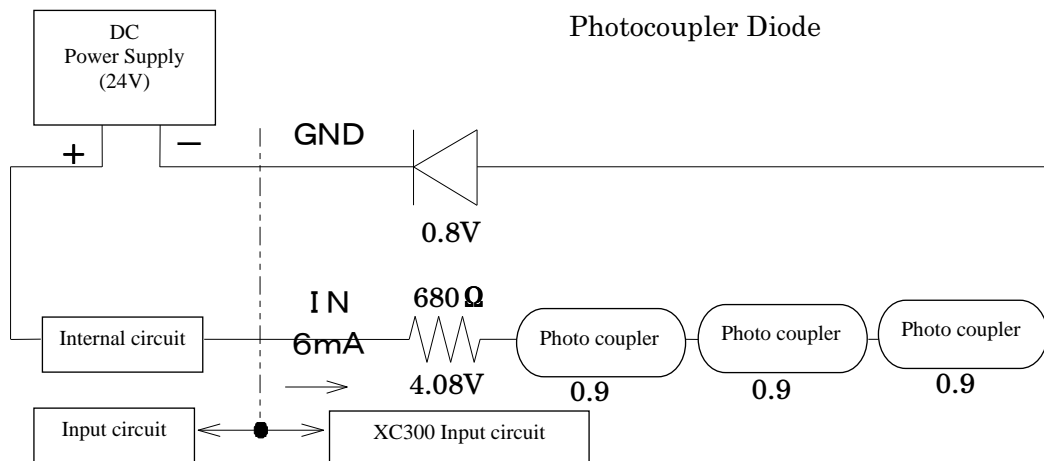 DC
Power Supply
(24V)
Photocoupler Diode
+
−
GND
0.8V
IN
6mA
680Ω
4.08V
Internal circuit
Photo coupler
0.9
Photo coupler
0.9
Photo coupler
0.9
Input circuit
XC300 Input circuit